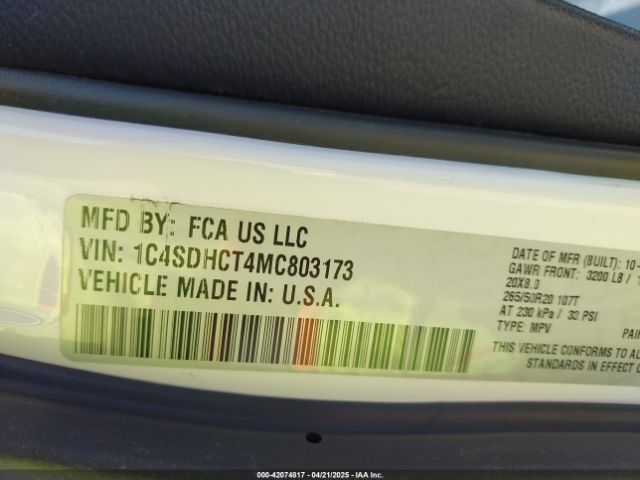 MFD BY: FCA US LLC
VIN: 1C4SDHCT4MC803173
VEHICLE MADE IN: U.S.A.
DATE OF MFR (BUILT): 10-
GAWR FRONT: 3200 LB /
20X8.0
265/50R20 107T
AT 230 kPa / 33 PSI
TYPE: MPV PAI
THIS VEHICLE CONFORMS TO AL
STANDARDS IN EFFECT
000-42074817 - 04/21/2025 - IAA Inc.